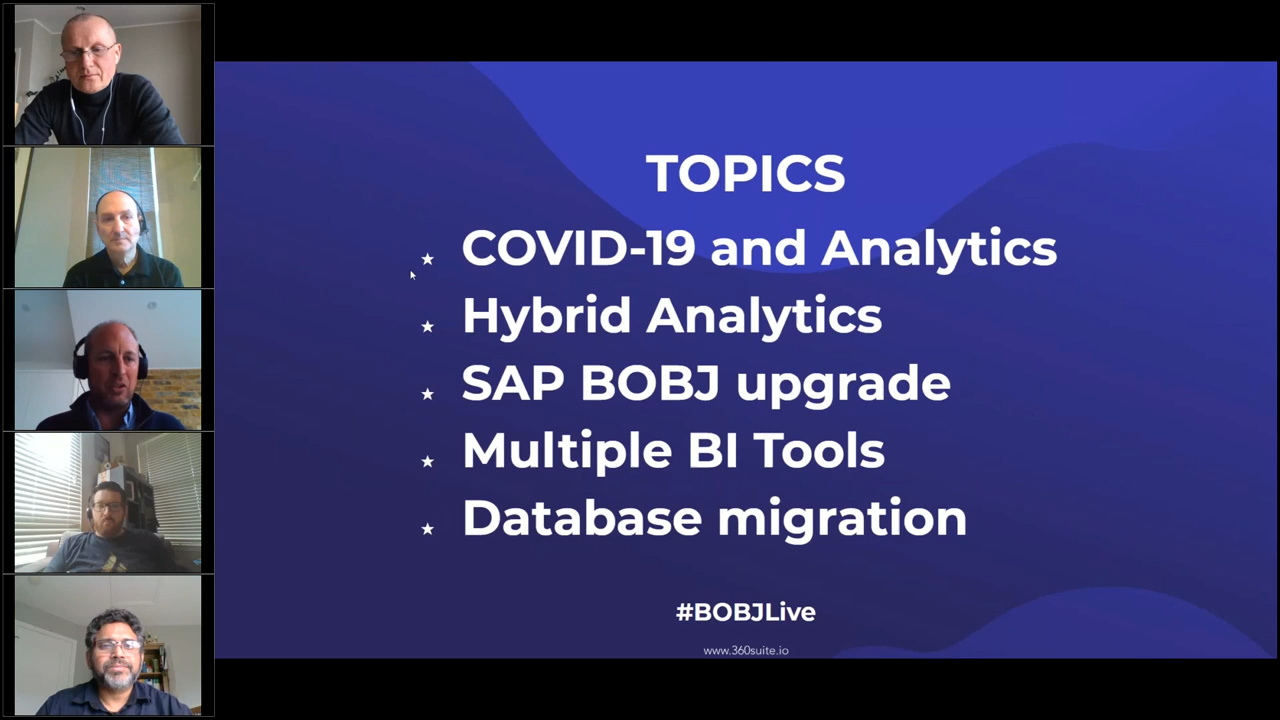 TOPICS
COVID-19 and Analytics
Hybrid Analytics
SAP BOBJ upgrade
Multiple BI Tools
Database migration
#BOBJLive
www.360suite.io